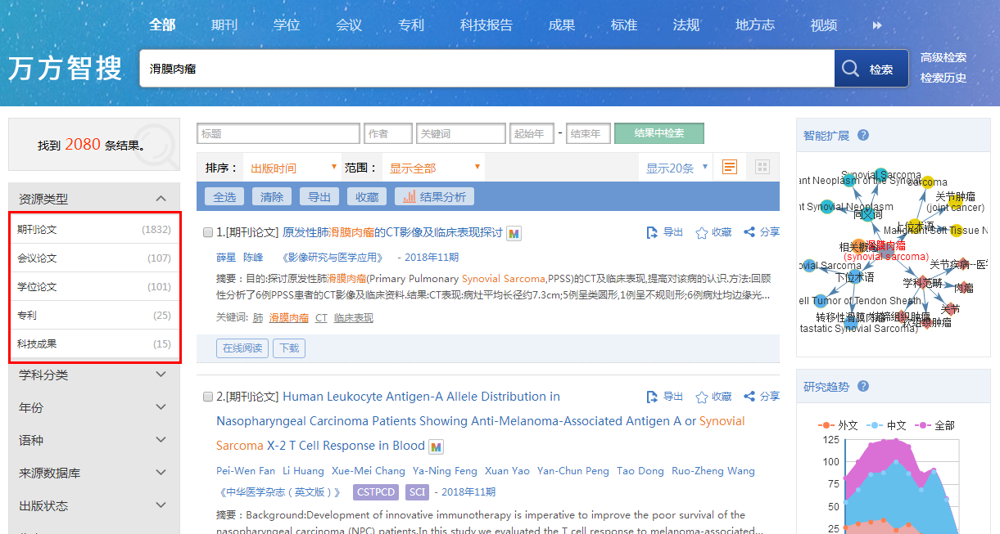 全部 期刊 学位 会议 专利 科技报告 成果 标准 法规 地方志 视频
万方智搜
滑膜肉瘤
检索
高级检索
检索历史
找到 2080 条结果。
资源类型
期刊论文 (1832)
会议论文 (107)
学位论文 (101)
专利 (25)
科技成果 (15)
学科分类
年份
语种
来源数据库
出版状态
标题 作者 关键词 起始年 - 结束年 结果中检索
排序： 出版时间 范围： 显示全部 显示20条
全选 清除 导出 收藏 结果分析
1.[期刊论文] 原发性肺滑膜肉瘤的CT影像及临床表现探讨 M 导出 收藏 分享
薛星 陈峰 《影像研究与医学应用》 - 2018年11期
摘要：目的:探讨原发性肺滑膜肉瘤(Primary Pulmonary Synovial Sarcoma,PPSS)的CT及临床表现,提高对该病的认识.方法:回顾
性分析了6例PPSS患者的CT影像及临床资料.结果:CT表现:病灶平均长径约7.3cm;5例呈类圆形,1例呈不规则形;6例病灶均边缘光...
关键词: 肺 滑膜肉瘤 CT 临床表现
在线阅读 下载
2.[期刊论文] Human Leukocyte Antigen-A Allele Distribution in 导出 收藏 分享
Nasopharyngeal Carcinoma Patients Showing Anti-Melanoma-Associated Antigen A or Synovial
Sarcoma X-2 T Cell Response in Blood M
Pei-Wen Fan Li Huang Xue-Mei Chang Ya-Ning Feng Xuan Yao Yan-Chun Peng Tao Dong Ruo-Zheng Wang
《中华医学杂志（英文版）》 CSTPCD SCI - 2018年11期
摘要：Background:Development of innovative immunotherapy is imperative to improve the poor survival of the
nasopharyngeal carcinoma (NPC) patients.In this study,we evaluated the T cell response to melanoma-associated...
智能扩展 ?
Synovial Sarcoma
ant Neoplasm of the Synovi
sarcoma
关节肿瘤
(joint cancer)
nt Synovial Neoplasm
同义词
上位术语
Malignant Soft Tissue N
相关概念
滑膜肉瘤
(synovial sarcoma)
ovial Sarcoma
关节疾病--医
下位术语
学科范畴
肉瘤
ell Tumor of Tendon Sheath
关节
转移性滑膜肉瘤
结缔组织肿瘤
软组织肿瘤
tastatic Synovial Sarcoma)
研究趋势 ?
外文 中文 全部
125
100
75
50
25